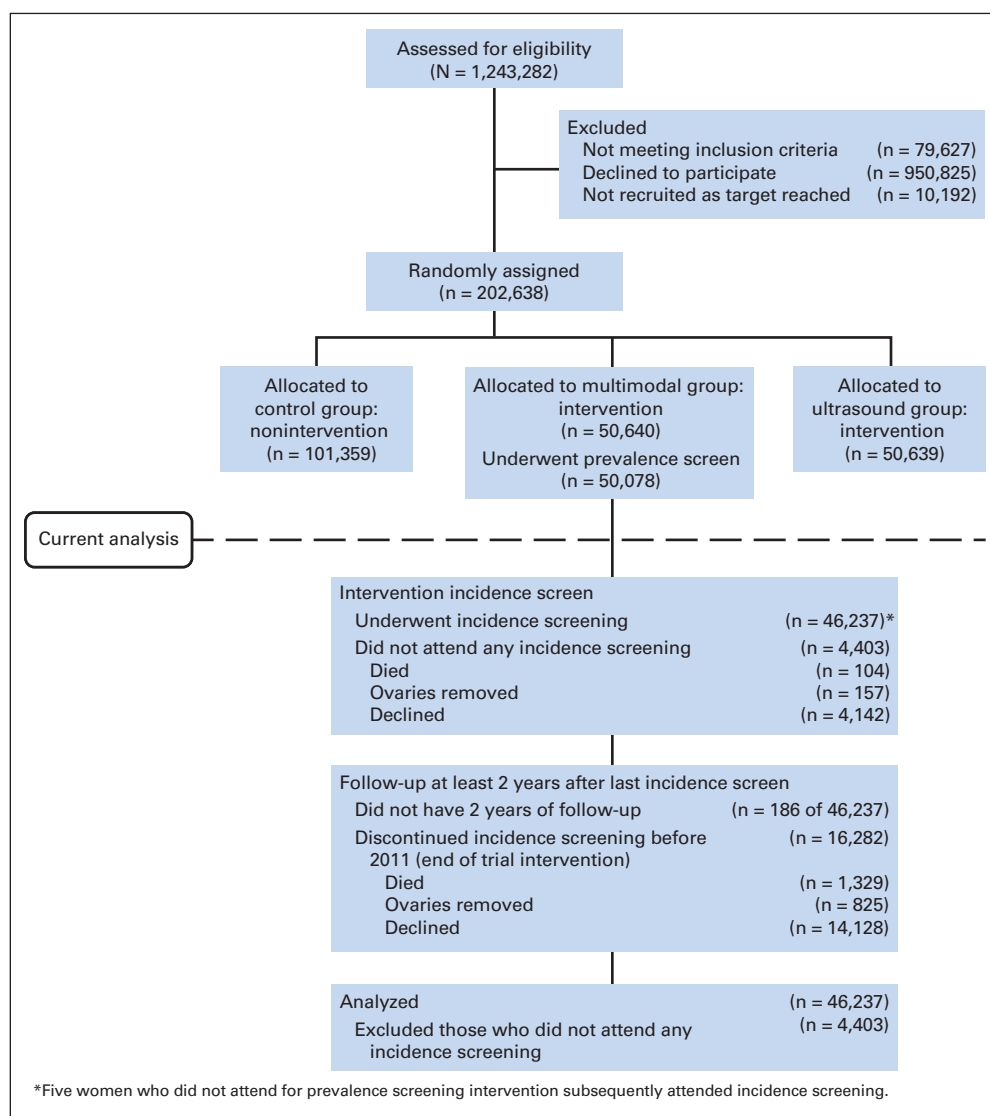 Assessed for eligibility
(N = 1,243,282)
Excluded
Not meeting inclusion criteria (n = 79,627)
Declined to participate (n = 950,825)
Not recruited as target reached (n = 10,192)
Randomly assigned
(n = 202,638)
Allocated to
control group:
nonintervention
(n = 101,359)
Allocated to multimodal group:
intervention
(n = 50,640)
Underwent prevalence screen
(n = 50,078)
Allocated to
ultrasound group:
intervention
(n = 50,639)
Current analysis
Intervention incidence screen
Underwent incidence screening (n = 46,237)*
Did not attend any incidence screening (n = 4,403)
Died (n = 104)
Ovaries removed (n = 157)
Declined (n = 4,142)
Follow-up at least 2 years after last incidence screen
Did not have 2 years of follow-up (n = 186 of 46,237)
Discontinued incidence screening before (n = 16,282)
2011 (end of trial intervention)
Died (n = 1,329)
Ovaries removed (n = 825)
Declined (n = 14,128)
Analyzed (n = 46,237)
Excluded those who did not attend any (n = 4,403)
incidence screening
*Five women who did not attend for prevalence screening intervention subsequently attended incidence screening.